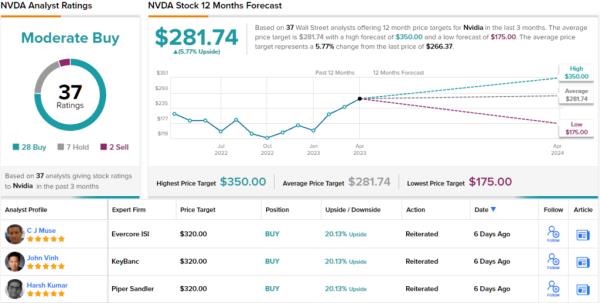 NVDA Analyst Ratings
Moderate Buy
37
Ratings
28 Buy
7 Hold
2 Sell
Based on 37 analysts giving stock ratings
to Nvidia in the past 3 months
NVDA Stock 12 Months Forecast
$281.74
▲(5.77% Upside)
Based on 37 Wall Street analysts offering 12 month price targets for Nvidia in the last 3 months. The average
price target is $281.74 with a high forecast of $350.00 and a low forecast of $175.00. The average price
target represents a 5.77% change from the last price of $266.37.
Past 12 Months
12 Months Forecast
$351
$293
$235
$177
$119
Jul
2022
Oct
2022
Jan
2023
Apr
2023
Apr
2024
High
$350.00
Average
$281.74
Low
$175.00
Highest Price Target $350.00
Average Price Target $281.74
Lowest Price Target $175.00
Analyst Profile Expert Firm Price Target Position Upside / Downside Action Date ▼ Follow Article
C J Muse Evercore ISI $320.00 BUY 20.13% Upside Reiterated 6 Days Ago Follow
John Vinh KeyBanc $320.00 BUY 20.13% Upside Reiterated 6 Days Ago Follow
Harsh Kumar Piper Sandler $320.00 BUY 20.13% Upside Reiterated 6 Days Ago Follow